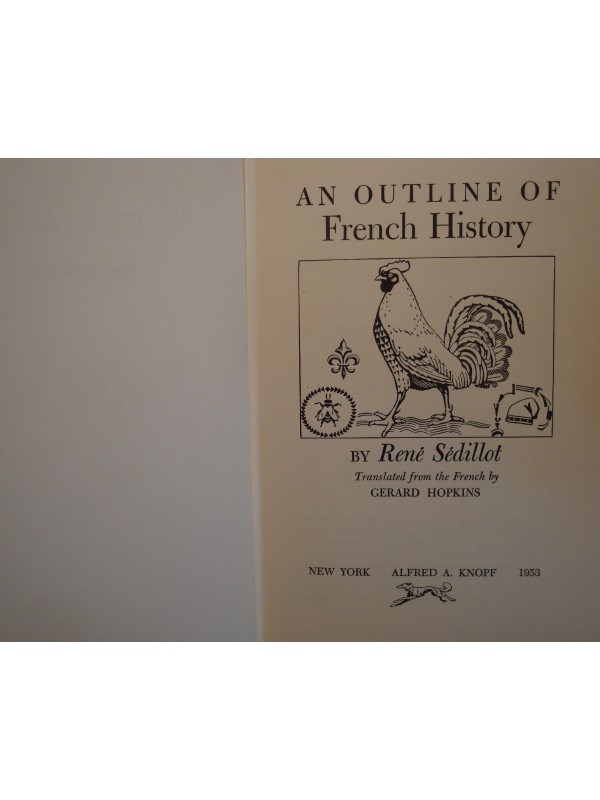 AN OUTLINE OF
French History
BY René Sédillot
Translated from the French by
GERARD HOPKINS
NEW YORK ALFRED A. KNOPF 1953